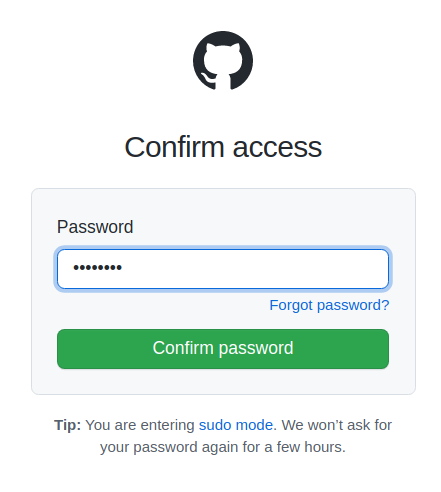 Confirm access
Password
••••••••
Forgot password?
Confirm password
Tip: You are entering sudo mode. We won’t ask for
your password again for a few hours.